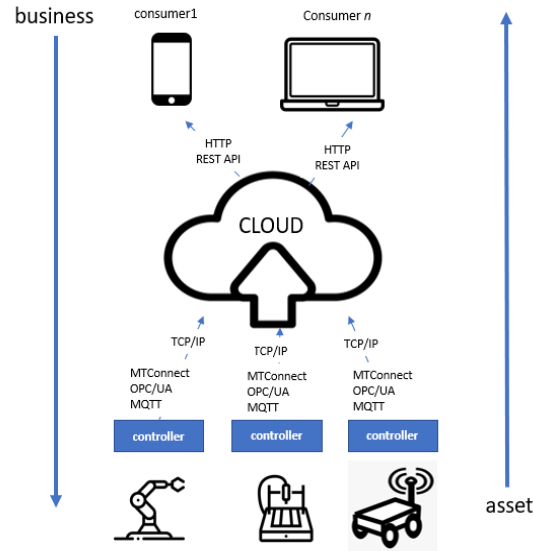 business
consumer1
Consumer n
HTTP
REST API
HTTP
REST API
CLOUD
TCP/IP
TCP/IP
TCP/IP
MTConnect
OPC/UA
MQTT
MTConnect
OPC/UA
MQTT
MTConnect
OPC/UA
MQTT
controller
controller
controller
asset